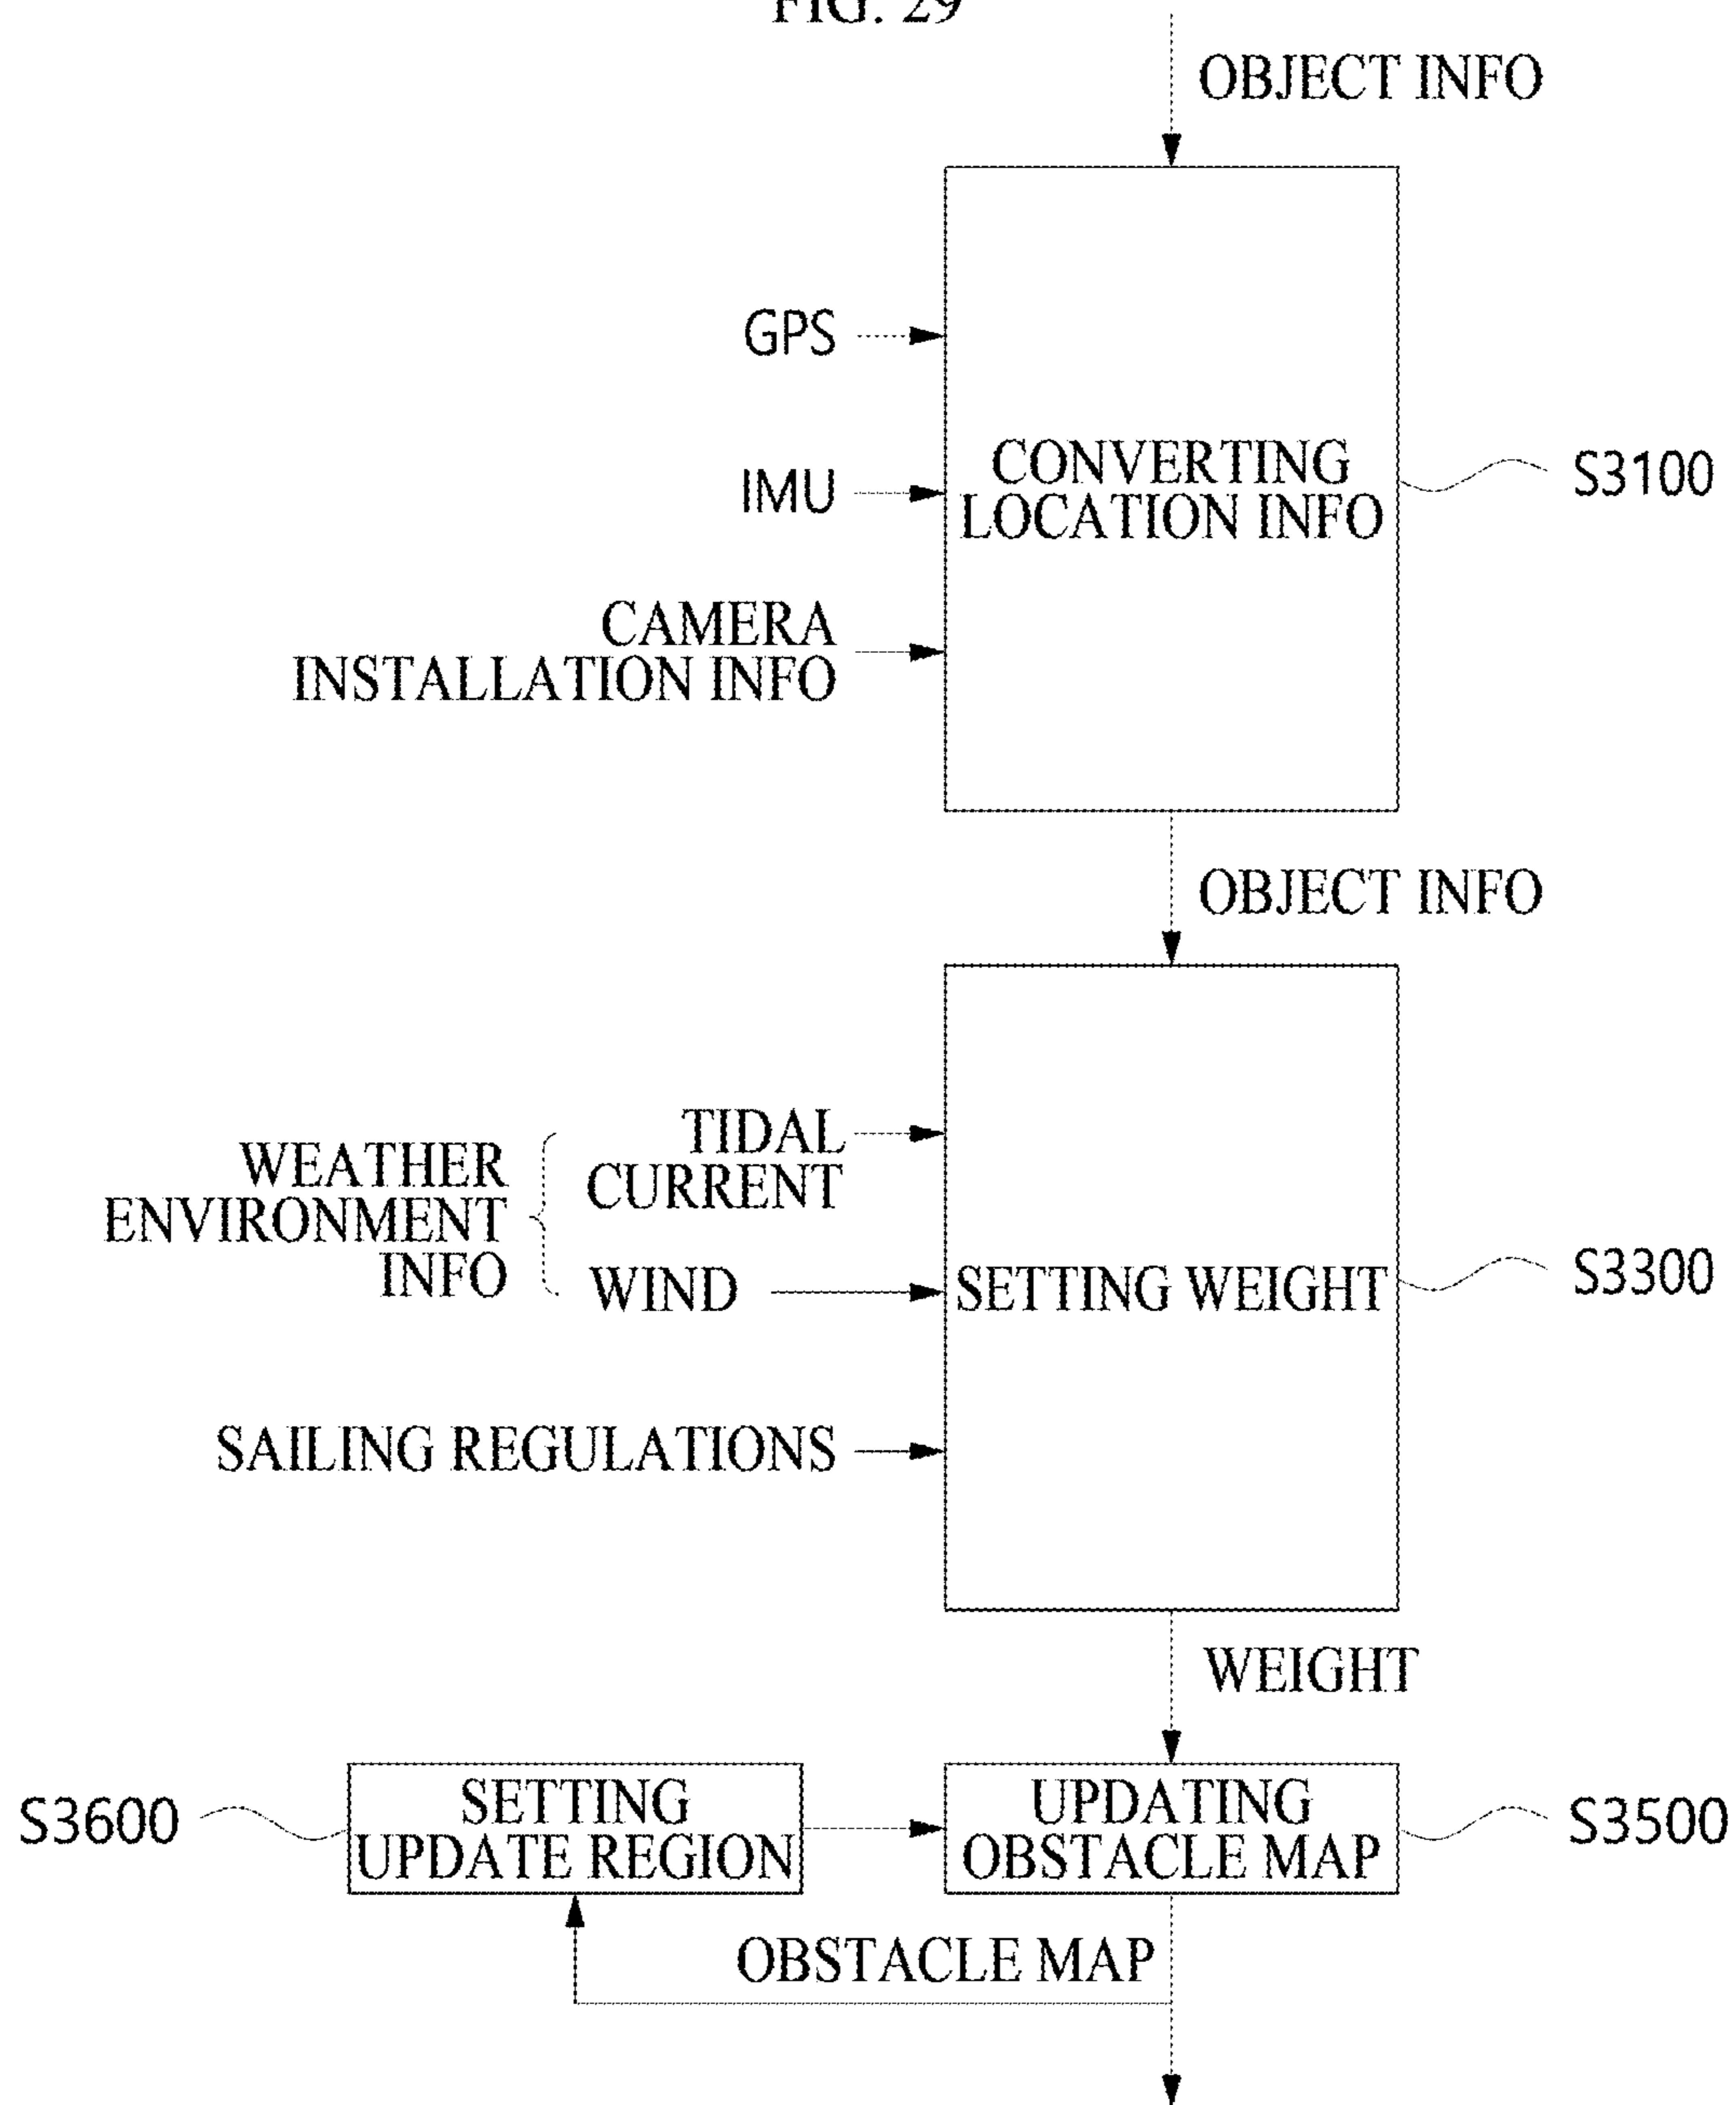 FIG. 29
OBJECT INFO
GPS
IMU
CAMERA
INSTALLATION INFO
CONVERTING
LOCATION INFO
S3100
OBJECT INFO
WEATHER
ENVIRONMENT
INFO
TIDAL
CURRENT
WIND
SAILING REGULATIONS
SETTING WEIGHT
S3300
WEIGHT
S3600
SETTING
UPDATE REGION
UPDATING
OBSTACLE MAP
S3500
OBSTACLE MAP